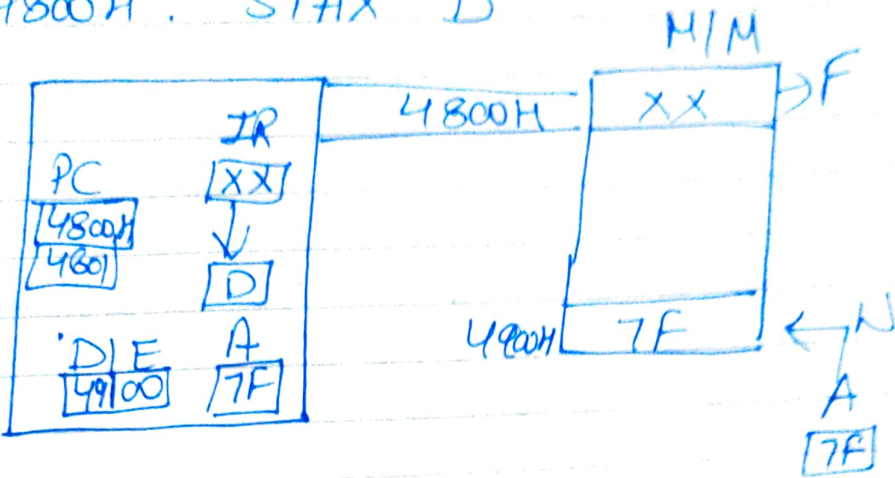 4800H. STAX D
M/M
IR 4800H XX → F
PC XX
4800H
4801 D
D|E A 4900H 7F ← W
49|00 7F A
7F